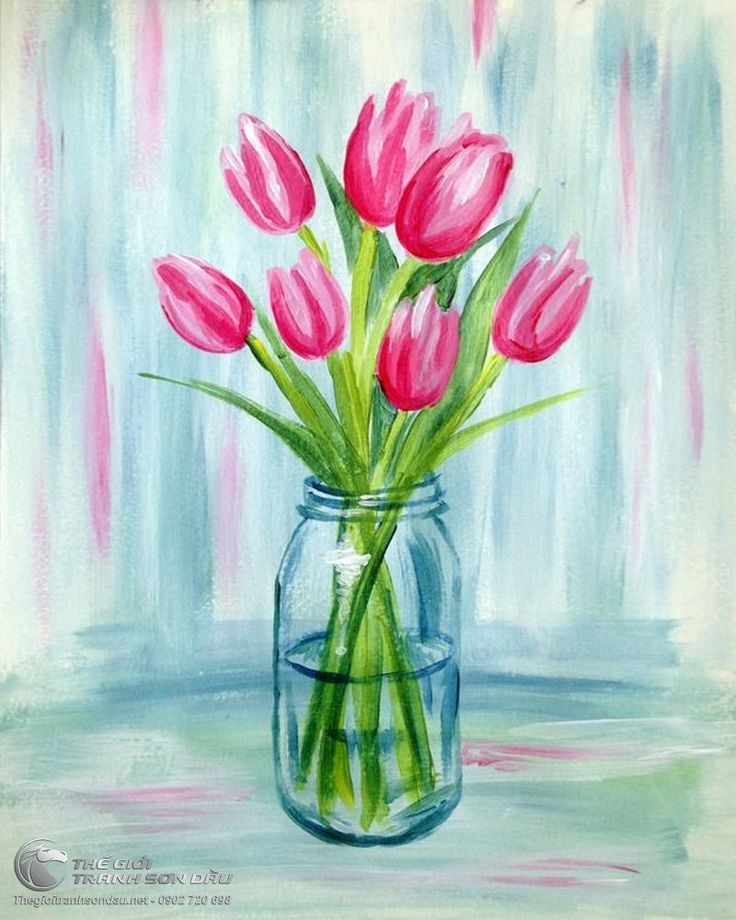 THẾ GIỚI
TRANH SƠN DẦU
Thegioitranhsondau.net - 0902 720 698